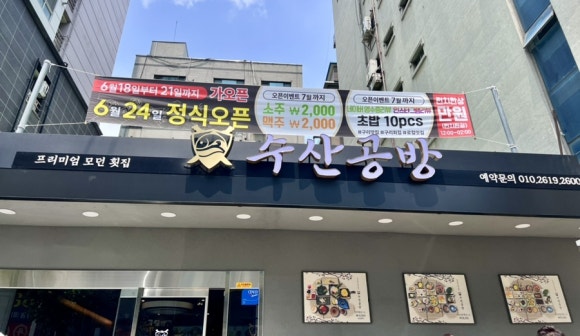 6월18일부터 21일까지 가오픈
6월 24일 정식오픈
오픈이벤트 7월까지
소주 ₩2,000
맥주 ₩2,000
오픈이벤트 7월까지
초밥 10pcs
만원
수산공방
프리미엄 모던 횟집
예약문의 010.2619.2600